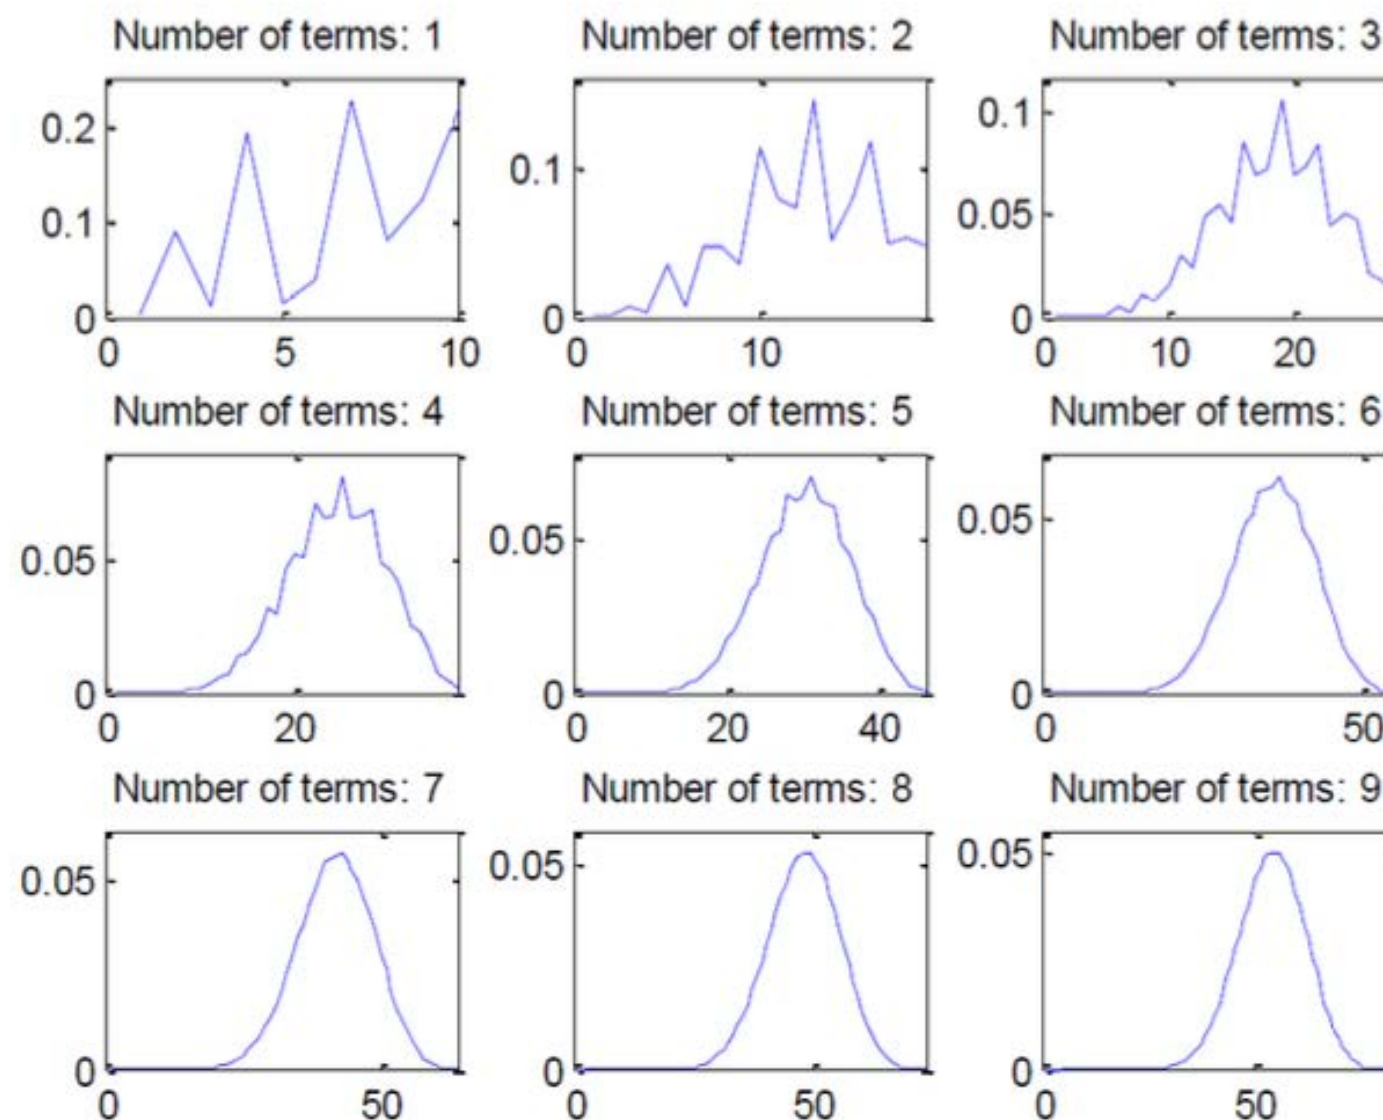 Number of terms: 1
Number of terms: 2
Number of terms: 3
0.2
0.1
0
0 5 10
0.1
0
0 10
0.1
0.05
0
0 10 20
Number of terms: 4
Number of terms: 5
Number of terms: 6
0.05
0
0 20
0.05
0
0 20 40
0.05
0
0 50
Number of terms: 7
Number of terms: 8
Number of terms: 9
0.05
0
0 50
0.05
0
0 50
0.05
0
0 50